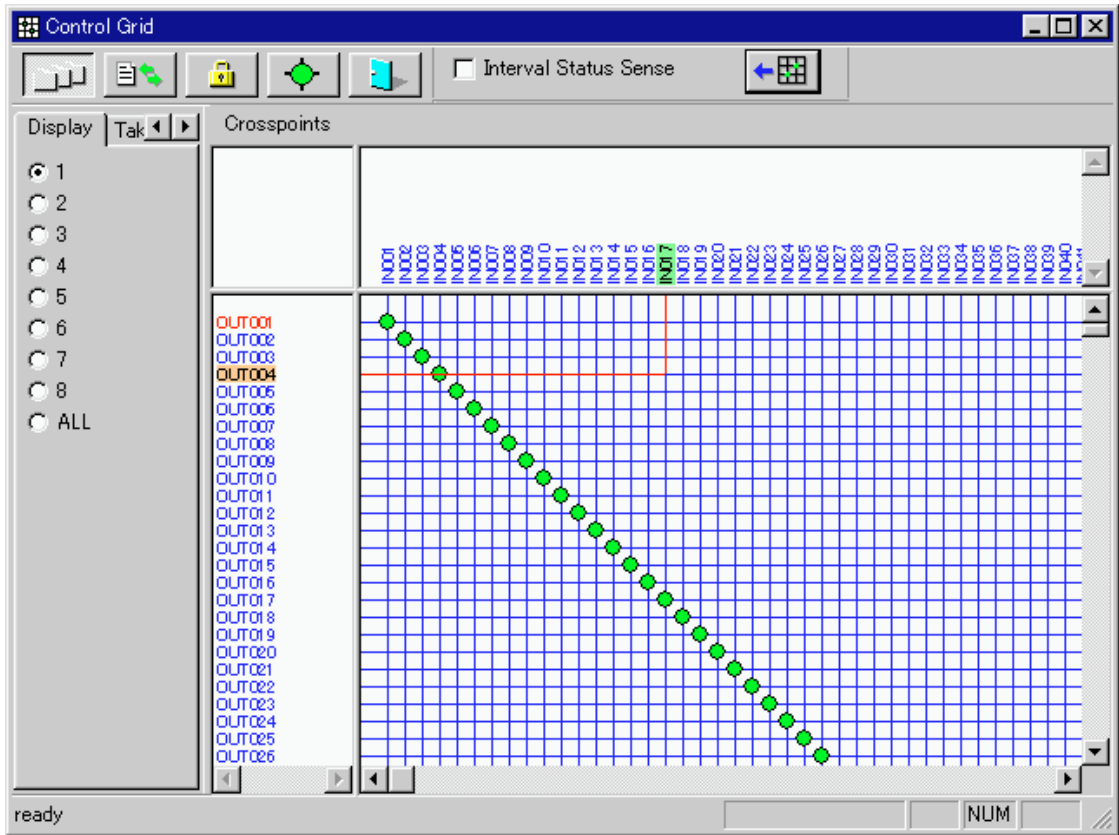 Control Grid
Interval Status Sense
Display
Tak
Crosspoints
1
2
3
4
5
6
7
8
ALL
IN001
IN002
IN003
IN004
IN005
IN006
IN007
IN008
IN009
IN010
IN011
IN012
IN013
IN014
IN015
IN016
IN017
IN018
IN019
IN020
IN021
IN022
IN023
IN024
IN025
IN026
IN027
IN028
IN029
IN030
IN031
IN032
IN033
IN034
IN035
IN036
IN037
IN038
IN039
IN040
OUT001
OUT002
OUT003
OUT004
OUT005
OUT006
OUT007
OUT008
OUT009
OUT010
OUT011
OUT012
OUT013
OUT014
OUT015
OUT016
OUT017
OUT018
OUT019
OUT020
OUT021
OUT022
OUT023
OUT024
OUT025
OUT026
ready
NUM